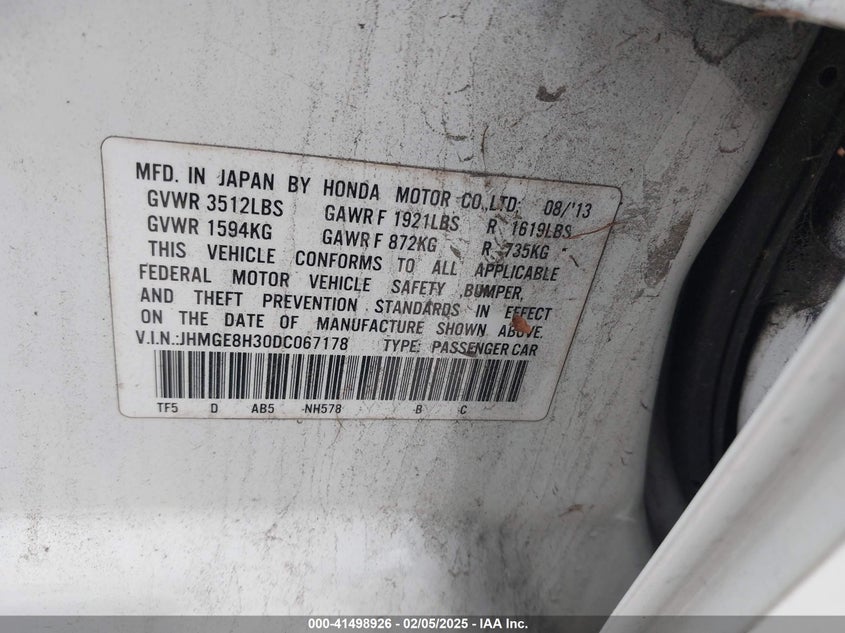 MFD. IN JAPAN BY HONDA MOTOR CO.,LTD: 08/'13
GVWR 3512LBS GAWR F 1921LBS R 1619LBS
GVWR 1594KG GAWR F 872KG R 735KG
THIS VEHICLE CONFORMS TO ALL APPLICABLE
FEDERAL MOTOR VEHICLE SAFETY ,BUMPER,
AND THEFT PREVENTION STANDARDS IN EFFECT
ON THE DATE OF MANUFACTURE SHOWN ABOVE.
V.I.N.:JHMGE8H30DC067178 TYPE: PASSENGER CAR
TF5 D AB5 -NH578 -B -C
000-41498926 - 02/05/2025 - IAA Inc.